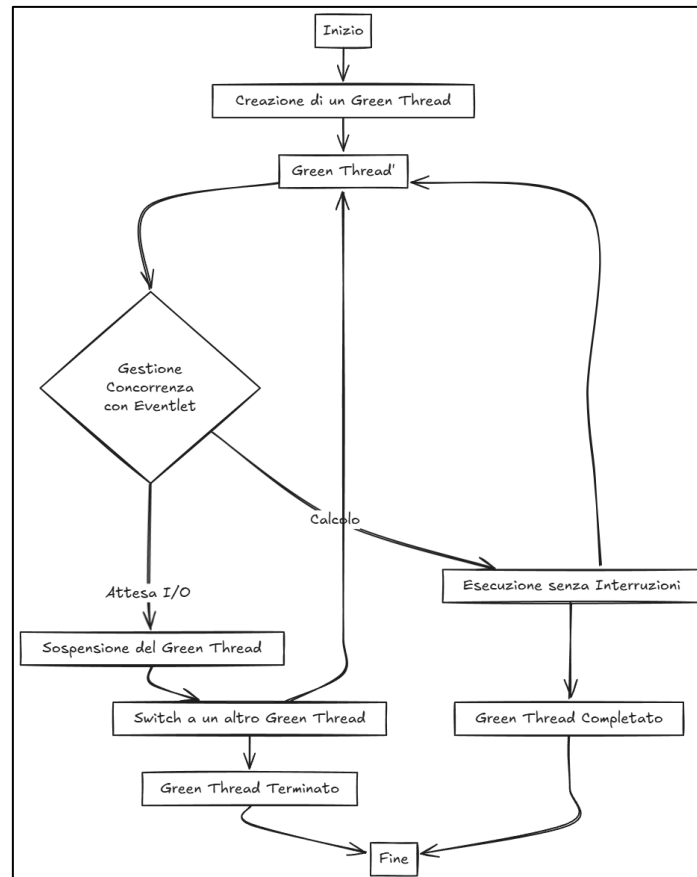 Inizio
Creazione di un Green Thread
Green Thread'
Gestione
Concorrenza
con Eventlet
Calcolo
Attesa I/O
Esecuzione senza Interruzioni
Sospensione del Green Thread
Switch a un altro Green Thread
Green Thread Completato
Green Thread Terminato
Fine